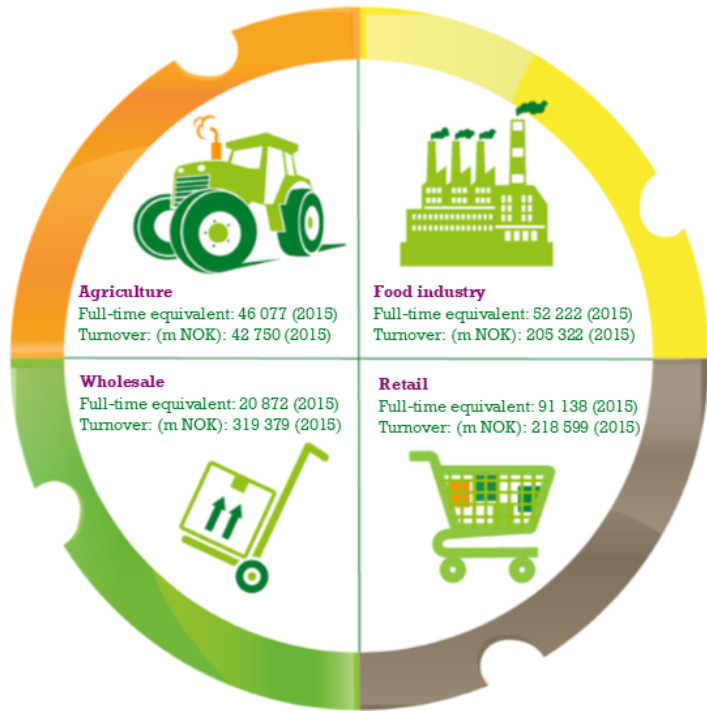 Agriculture
Full-time equivalent: 46 077 (2015)
Turnover: (m NOK): 42 750 (2015)
Food industry
Full-time equivalent: 52 222 (2015)
Turnover: (m NOK): 205 322 (2015)
Wholesale
Full-time equivalent: 20 872 (2015)
Turnover: (m NOK): 319 379 (2015)
Retail
Full-time equivalent: 91 138 (2015)
Turnover: (m NOK): 218 599 (2015)